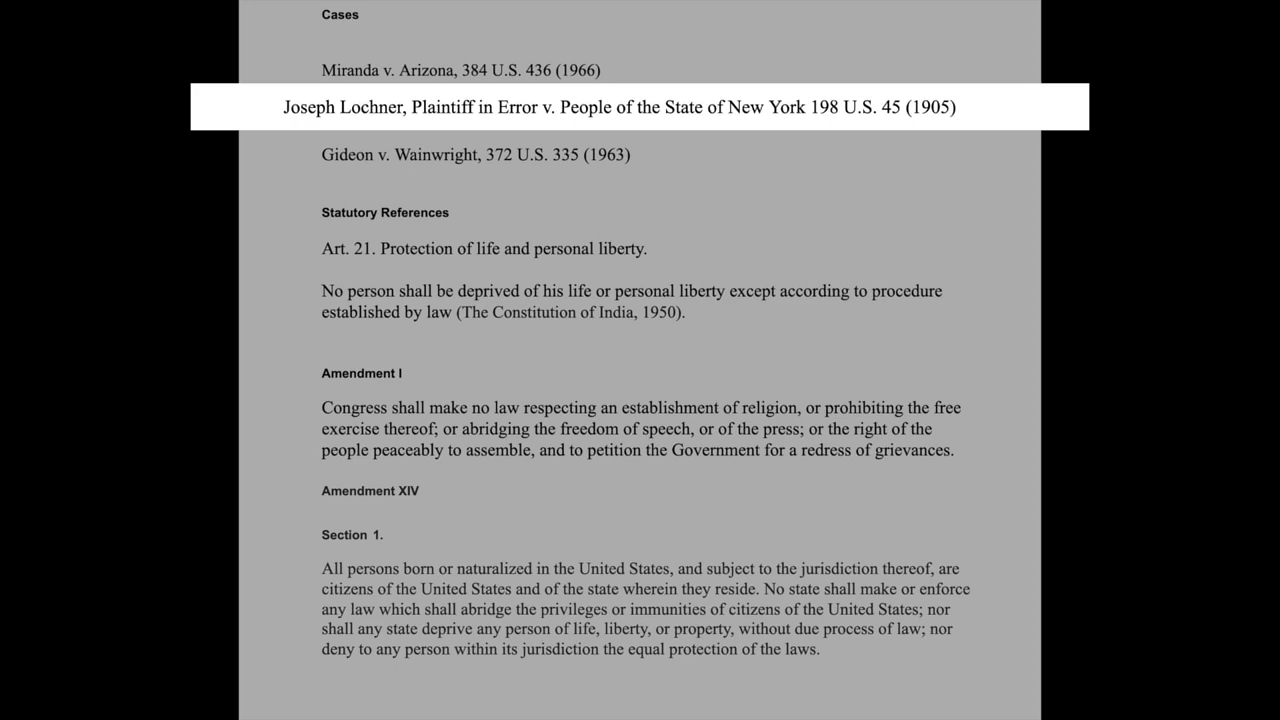 Cases
Miranda v. Arizona, 384 U.S. 436 (1966)
Joseph Lochner, Plaintiff in Error v. People of the State of New York 198 U.S. 45 (1905)
Gideon v. Wainwright, 372 U.S. 335 (1963)
Statutory References
Art. 21. Protection of life and personal liberty.
No person shall be deprived of his life or personal liberty except according to procedure
established by law (The Constitution of India, 1950).
Amendment I
Congress shall make no law respecting an establishment of religion, or prohibiting the free
exercise thereof; or abridging the freedom of speech, or of the press; or the right of the
people peaceably to assemble, and to petition the Government for a redress of grievances.
Amendment XIV
Section 1.
All persons born or naturalized in the United States, and subject to the jurisdiction thereof, are
citizens of the United States and of the state wherein they reside. No state shall make or enforce
any law which shall abridge the privileges or immunities of citizens of the United States; nor
shall any state deprive any person of life, liberty, or property, without due process of law; nor
deny to any person within its jurisdiction the equal protection of the laws.